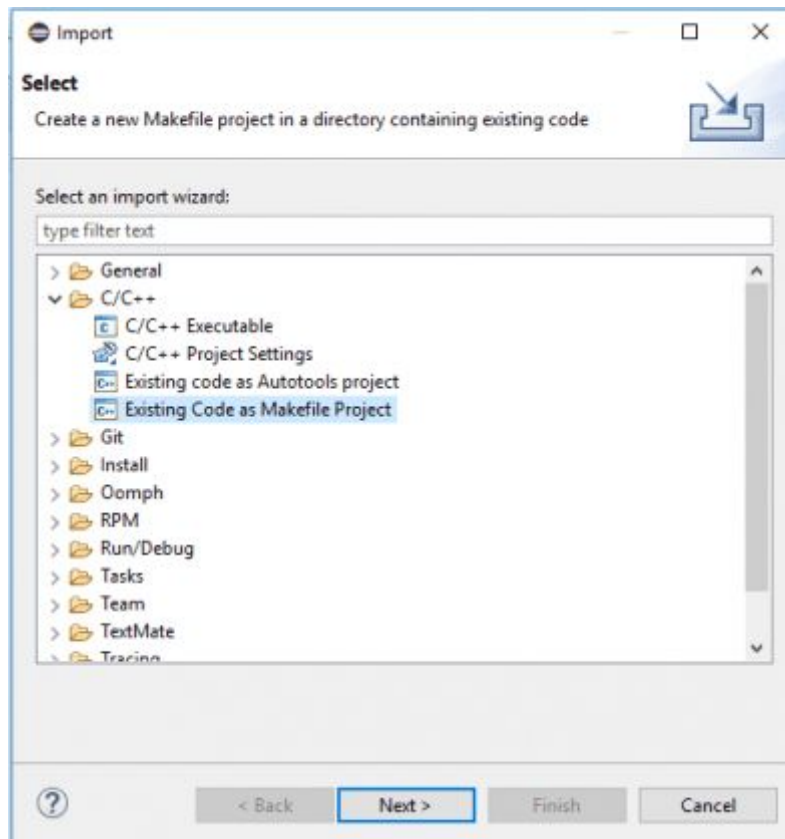 Import
Select
Create a new Makefile project in a directory containing existing code
Select an import wizard:
type filter text
General
C/C++
C/C++ Executable
C/C++ Project Settings
Existing code as Autotools project
Existing Code as Makefile Project
Git
Install
Oomph
RPM
Run/Debug
Tasks
Team
TextMate
Tracing
< Back Next > Finish Cancel